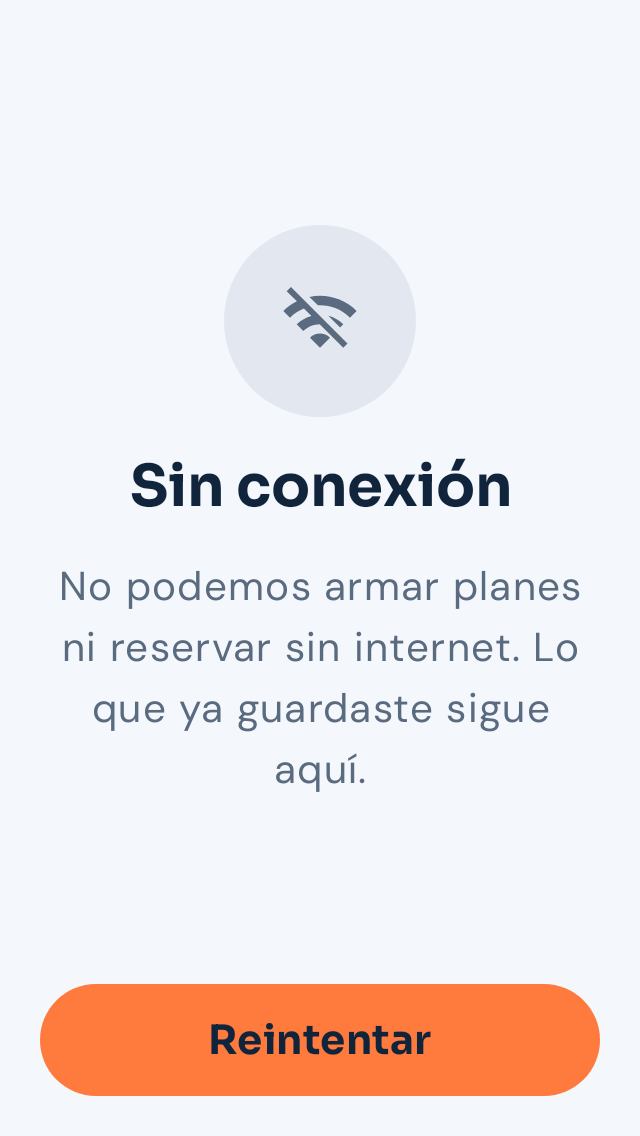 Sin conexión
No podemos armar planes
ni reservar sin internet. Lo
que ya guardaste sigue
aquí.
Reintentar